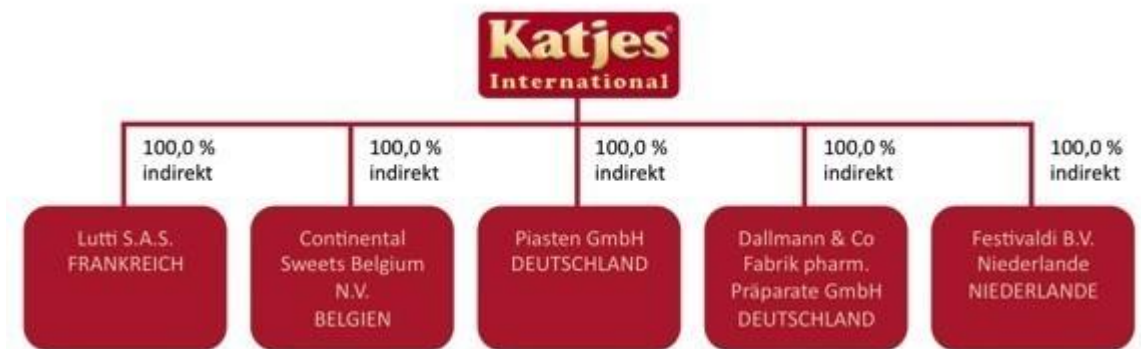 Katjes
International
100,0 %
indirekt
100,0 %
indirekt
100,0 %
indirekt
100,0 %
indirekt
100,0 %
indirekt
Lutti S.A.S.
FRANKREICH
Continental
Sweets Belgium
N.V.
BELGIEN
Piasten GmbH
DEUTSCHLAND
Dallmann & Co
Fabrik pharm.
Präparate GmbH
DEUTSCHLAND
Festivaldi B.V.
Niederlande
NIEDERLANDE